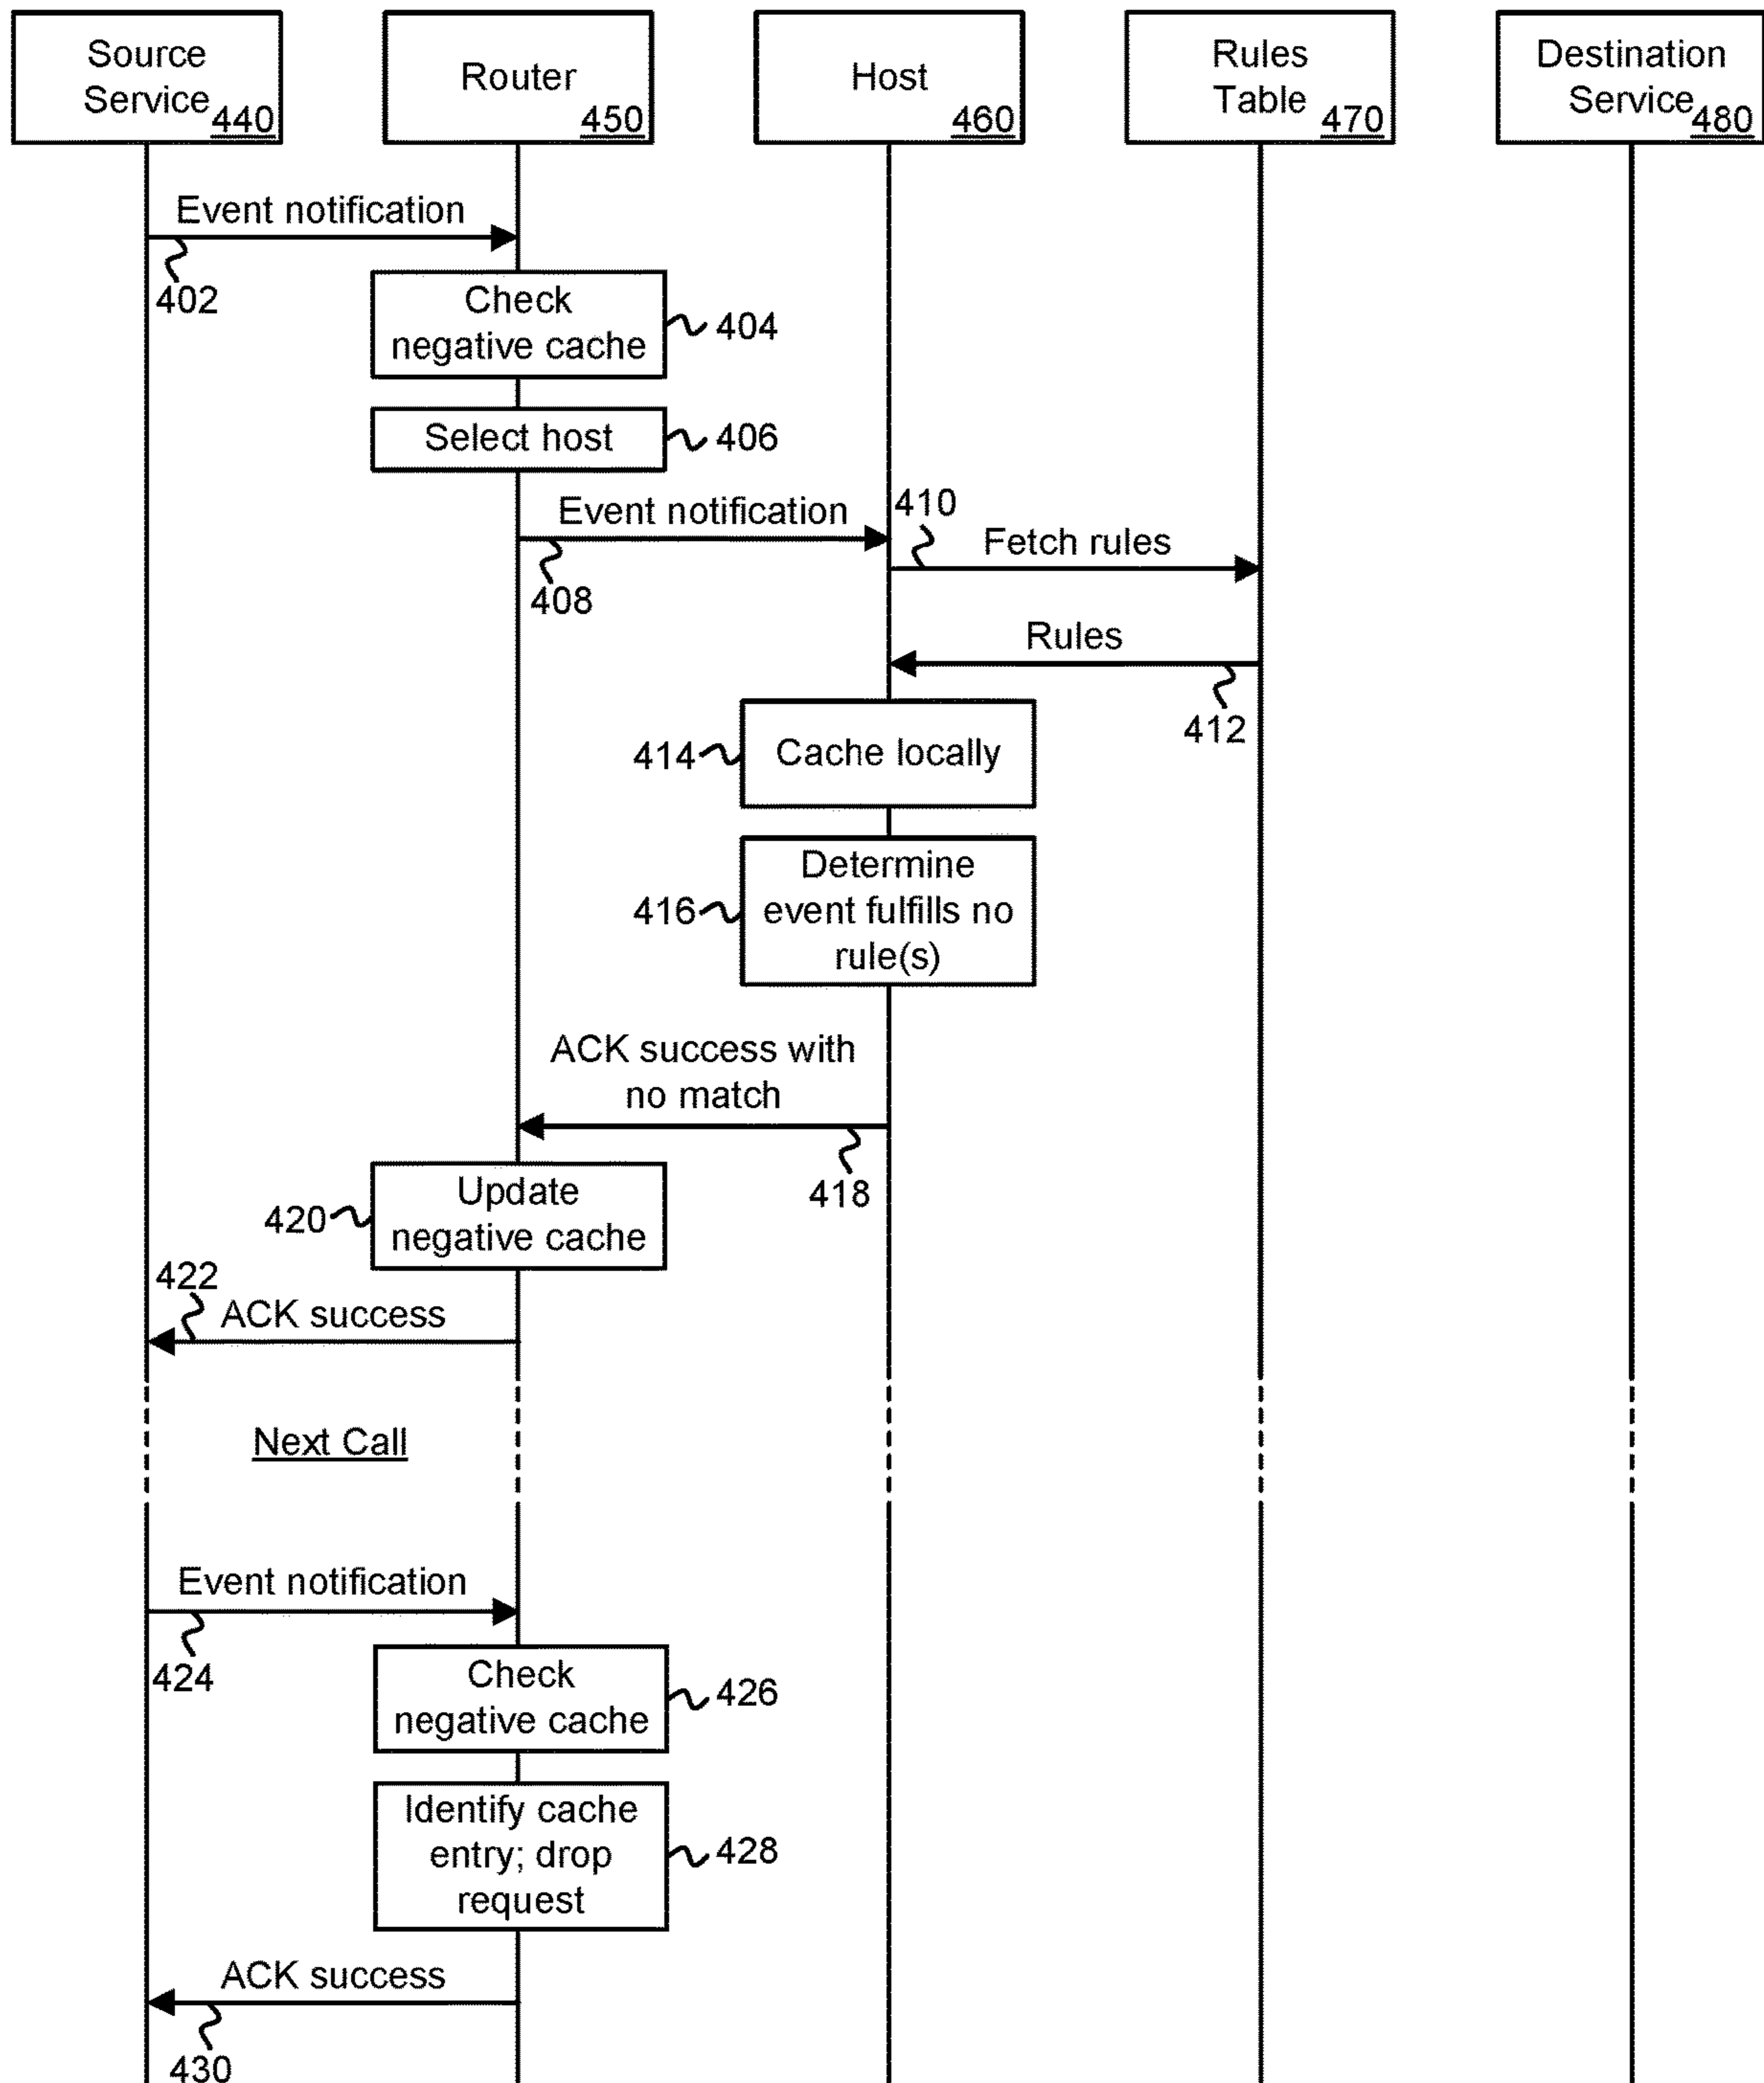 Source
Service
440
Router
450
Host
460
Rules
Table
470
Destination
Service
480
Event notification
402
Check
negative cache
404
Select host
406
Event notification
408
410
Fetch rules
Rules
412
414
Cache locally
416
Determine
event fulfills no
rule(s)
ACK success with
no match
418
420
Update
negative cache
422
ACK success
Next Call
Event notification
424
Check
negative cache
426
Identify cache
entry; drop
request
428
ACK success
430